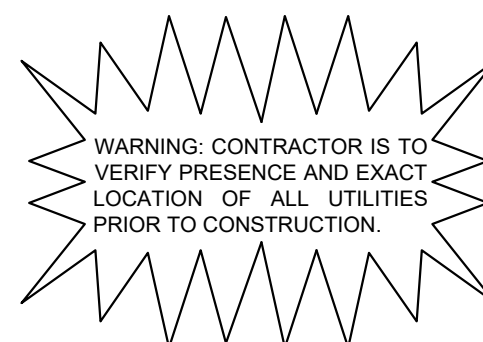 WARNING: CONTRACTOR IS TO
VERIFY PRESENCE AND EXACT
LOCATION OF ALL UTILITIES
PRIOR TO CONSTRUCTION.